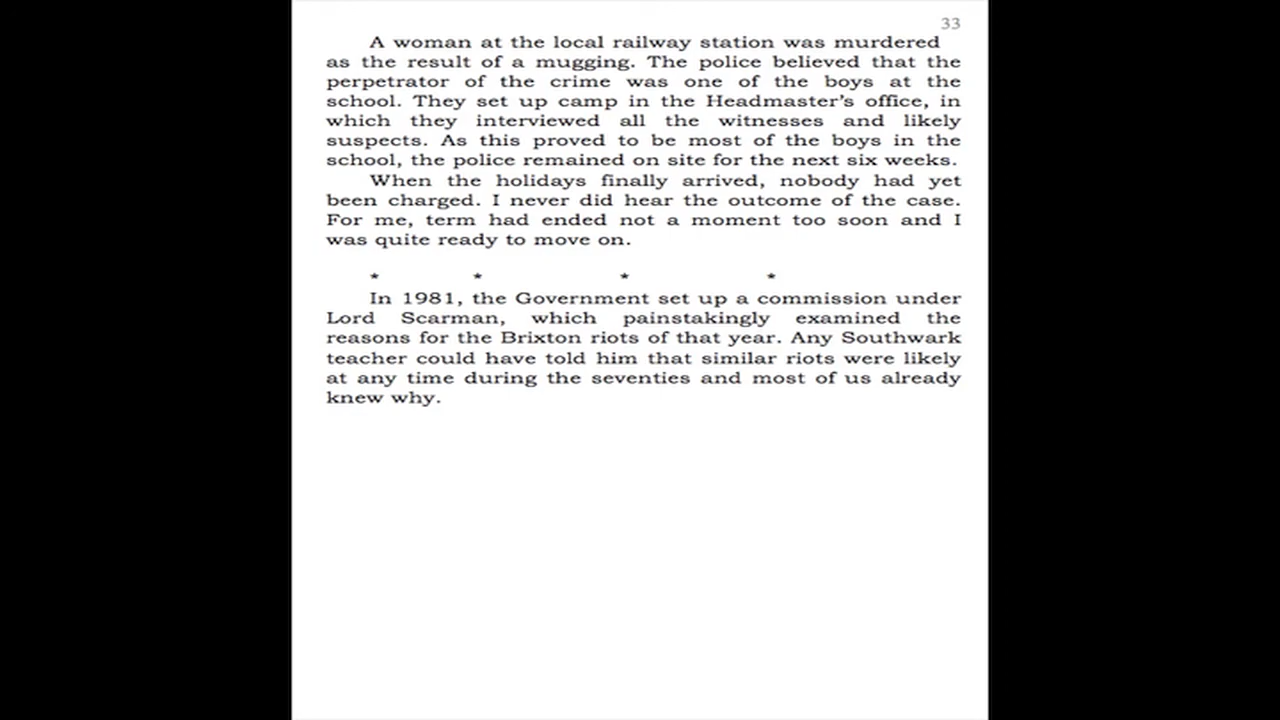 33
A woman at the local railway station was murdered
as the result of a mugging. The police believed that the
perpetrator of the crime was one of the boys at the
school. They set up camp in the Headmaster's office, in
which they interviewed all the witnesses and likely
suspects. As this proved to be most of the boys in the
school, the police remained on site for the next six weeks.
When the holidays finally arrived, nobody had yet
been charged. I never did hear the outcome of the case.
For me, term had ended not a moment too soon and I
was quite ready to move on.
* * * *
In 1981, the Government set up a commission under
Lord Scarman, which painstakingly examined the
reasons for the Brixton riots of that year. Any Southwark
teacher could have told him that similar riots were likely
at any time during the seventies and most of us already
knew why.